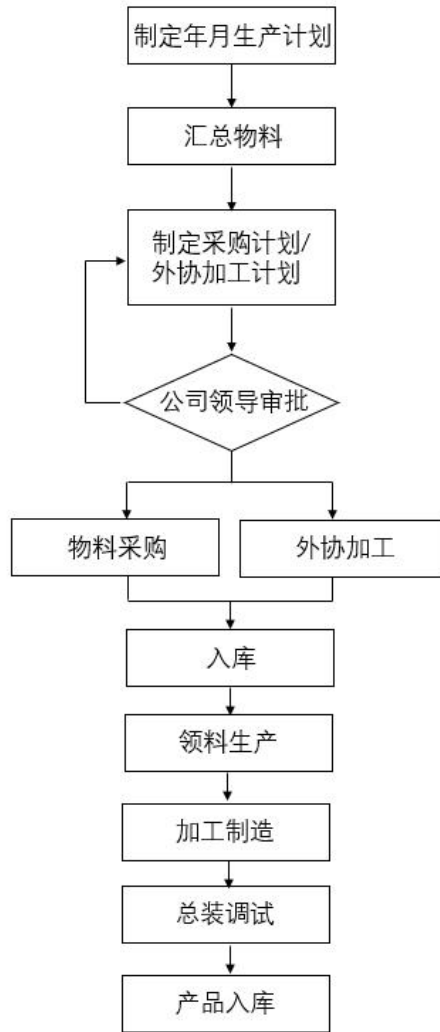 制定年月生产计划
汇总物料
制定采购计划/
外协加工计划
公司领导审批
物料采购
外协加工
入库
领料生产
加工制造
总装调试
产品入库